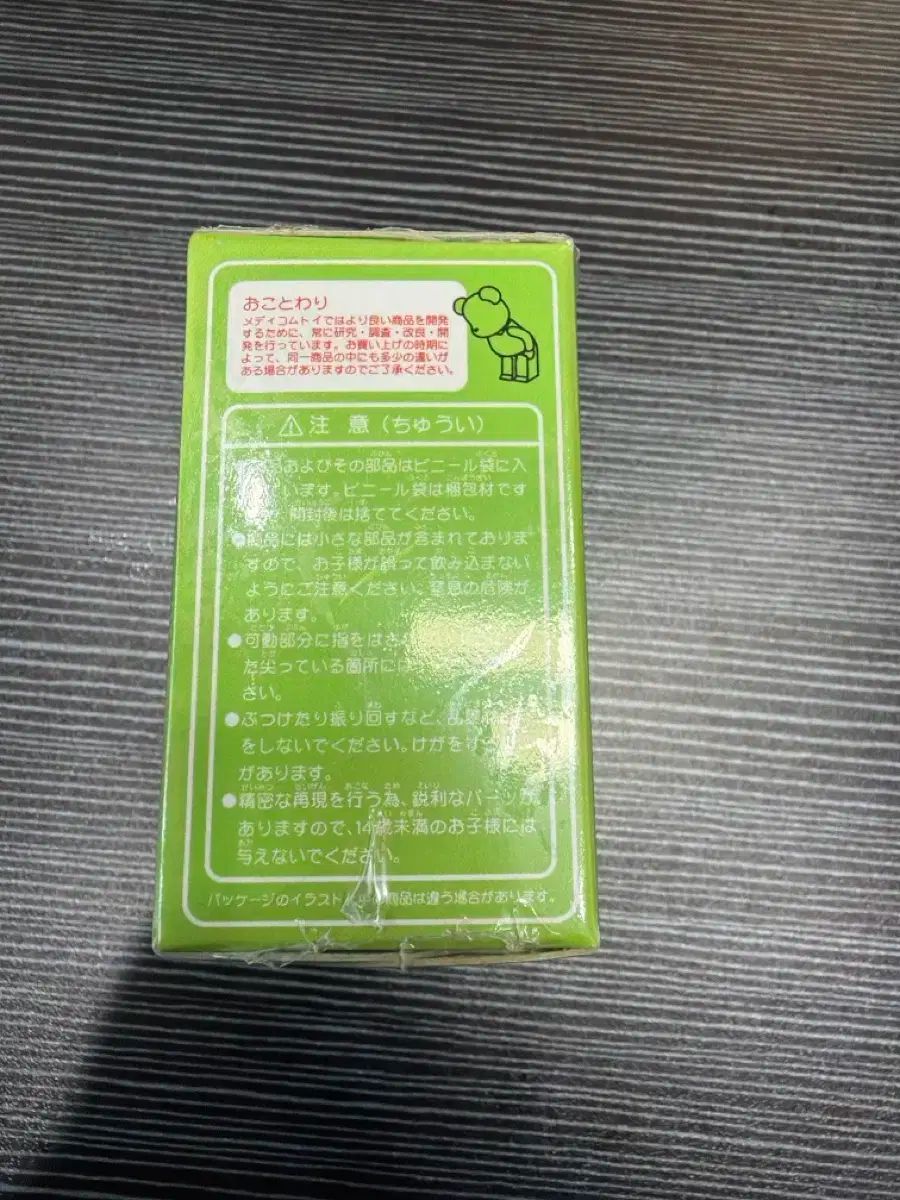 おことわり
メディコムトイではより良い商品を開発
するために、常に研究・調査・改良・開
発を行っています。お買い上げの時期に
よって、同一商品の中にも多少の違いが
ある場合がありますのでご了承ください。
注 意（ちゅうい）
品およびその部品はビニール袋に入
います。ビニール袋は梱包材です
開封後は捨ててください。
●商品には小さな部品が含まれておりま
すので、お子様が誤って飲み込まない
ようにご注意ください。窒息の危険が
あります。
●可動部分に指をはさ
た尖っている箇所には
さい。
●ぶつけたり振り回すなど、
をしないでください。けがをす
があります。
●精密な再現を行う為、鋭利なパーツが
ありますので、14歳未満のお子様には
与えないでください。
パッケージのイラスト 商品は違う場合があります。